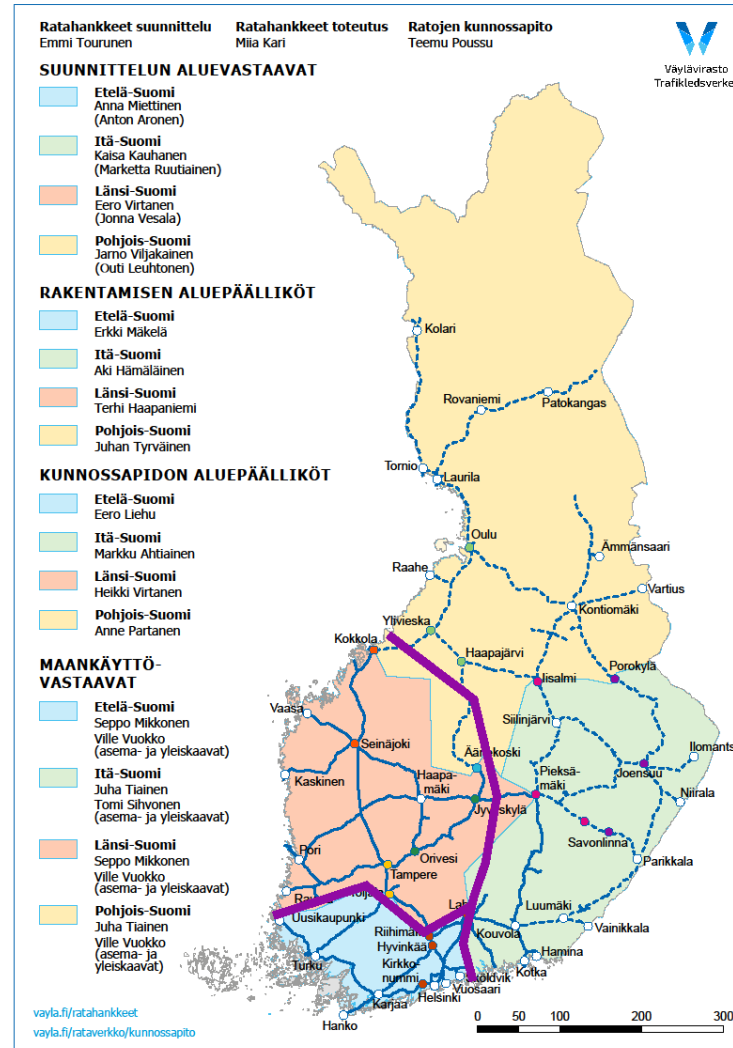 Ratahankkeet suunnittelu
Emmi Tourunen
Ratahankkeet toteutus
Miia Kari
Ratojen kunnossapito
Teemu Poussu
Väylävirasto
Trafikledsverket
SUUNNITTELUN ALUEVASTAAVAT
Etelä-Suomi
Anna Miettinen
(Anton Aronen)
Itä-Suomi
Kaisa Kauhanen
(Marketta Ruutiainen)
Länsi-Suomi
Eero Virtanen
(Jonna Vesala)
Pohjois-Suomi
Jarno Viljakainen
(Outi Leuhtonen)
RAKENTAMISEN ALUEPÄÄLLIKÖT
Etelä-Suomi
Erkki Mäkelä
Itä-Suomi
Aki Hämäläinen
Länsi-Suomi
Terhi Haapaniemi
Pohjois-Suomi
Juhan Tyrväinen
KUNNOSSAPIDON ALUEPÄÄLLIKÖT
Etelä-Suomi
Eero Liehu
Itä-Suomi
Markku Ahtiainen
Länsi-Suomi
Heikki Virtanen
Pohjois-Suomi
Anne Partanen
MAANKÄYTTÖ-
VASTAAVAT
Etelä-Suomi
Seppo Mikkonen
Ville Vuokko
(asema- ja yleiskaavat)
Itä-Suomi
Juha Tiainen
Tomi Sihvonen
(asema- ja yleiskaavat)
Länsi-Suomi
Seppo Mikkonen
Ville Vuokko
(asema- ja yleiskaavat)
Pohjois-Suomi
Juha Tiainen
Ville Vuokko
(asema- ja
yleiskaavat)
vayla.fi/ratahankkeet
vayla.fi/rataverkko/kunnossapito
Kolari
Rovaniemi
Patokangas
Tornio
Laurila
Oulu
Ämmänsaari
Raahe
Vartius
Kontiomäki
Ylivieska
Kokkola
Haapajärvi
Iisalmi
Porokylä
Vaasa
Siilinjärvi
Seinäjoki
Ilomants
Joensuu
Kaskinen
Haapa-
mäki
Pieksä-
mäki
Niirala
Savonlinna
Pori
Orivesi
Tampere
Parikkala
Uusikaupunki
Luumäki
Vainikkala
Kouvola
Hyvinkää
Hamina
Turku
Kirkko-
nummi
Kotka
Vuosaari
Helsinki
Karjaa
Hanko
0 50 100 200 300